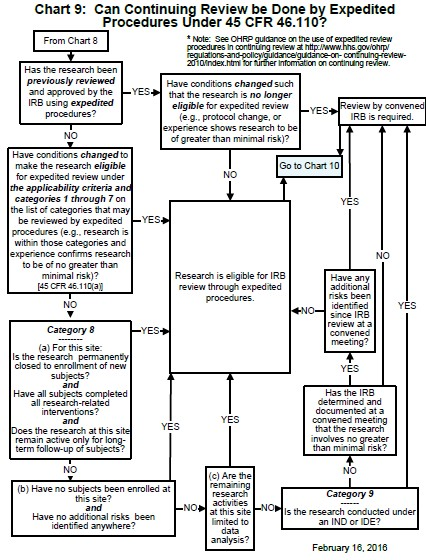 Chart 9:  Can Continuing Review be Done by Expedited
Procedures Under 45 CFR 46.110?
From Chart 8
* Note:  See OHRP guidance on the use of expedited review
procedures in continuing review at http://www.hhs.gov/ohrp/
regulations-and-policy/guidance/guidance-on- continuing-review-
2010/index.html for further information on continuing review.
Has the research been
previously reviewed
and approved by the
IRB using expedited
procedures?
YES
Have conditions changed such
that the research is no longer
eligible for expedited review
(e.g., protocol change, or
experience shows research to be
of greater than minimal risk)?
YES
Review by convened
IRB is required.
NO
NO
Go to Chart 10
Have conditions changed to
make the research eligible
for expedited review under
the applicability criteria and
categories 1 through 7 on
the list of categories that may
be reviewed by expedited
procedures (e.g., research is
within those categories and
experience confirms research
to be of no greater than
minimal risk)?
[45 CFR 46.110(a)]
YES
Research is eligible for IRB
review through expedited
procedures.
YES
NO
YES
Have any
additional
risks been
identified
since IRB
review at a
convened
meeting?
NO
NO
Category 8
--------
(a) For this site:
Is the research  permanently
closed to enrollment of new
subjects?
and
Have all subjects completed
all research-related
interventions?
and
Does the research at this site
remain active only for long-
term follow-up of subjects?
YES
YES
Has the IRB
determined and
documented at a
convened meeting
that the research
involves no greater
than minimal risk?
YES
YES
NO
NO
(b) Have no subjects been enrolled at
this site?
and
Have no additional risks  been
identified anywhere?
NO
(c) Are the
remaining
research
activities
at this site
limited to
data
analysis?
NO
Category 9
------
Is the research conducted under
an IND or IDE?
February 16, 2016